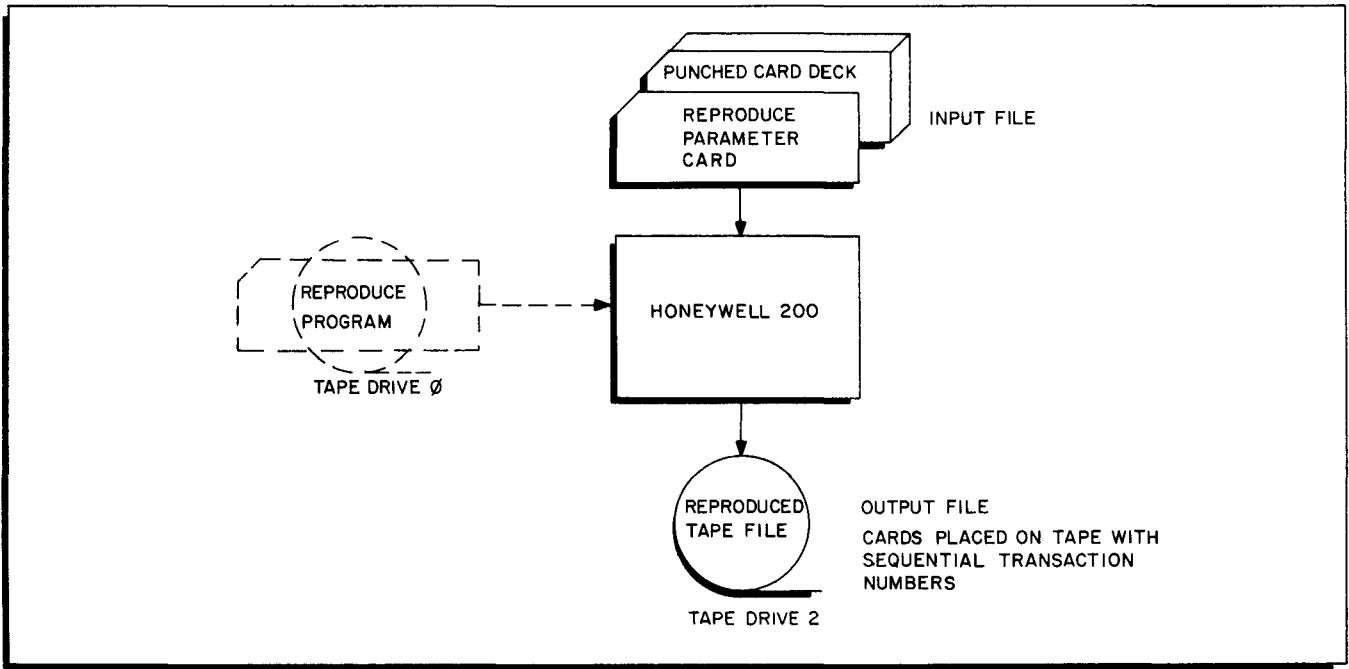 PUNCHED CARD DECK
REPRODUCE
PARAMETER
CARD
INPUT FILE
REPRODUCE
PROGRAM
TAPE DRIVE Ø
HONEYWELL 200
REPRODUCED
TAPE FILE
TAPE DRIVE 2
OUTPUT FILE
CARDS PLACED ON TAPE WITH
SEQUENTIAL TRANSACTION
NUMBERS